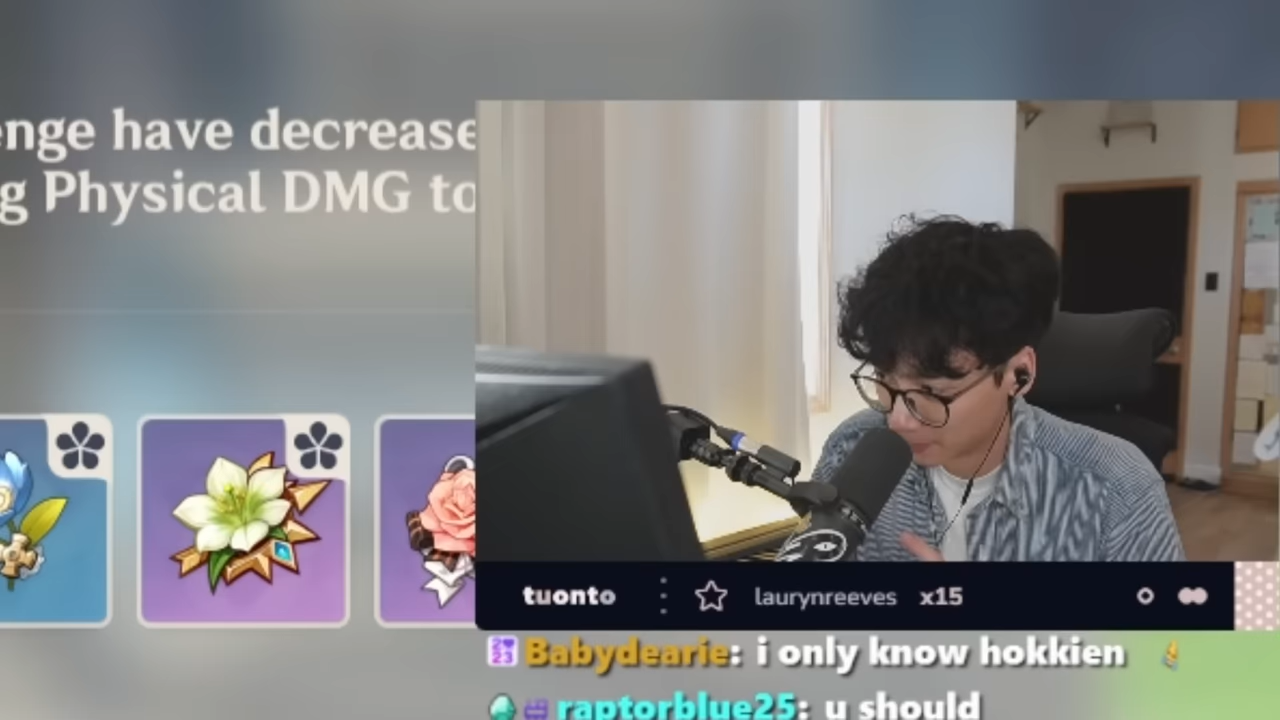 enge have decrease
g Physical DMG to
tuonto
laurynreeves x15
Babydearie: i only know hokkien
raptorblue25: u should